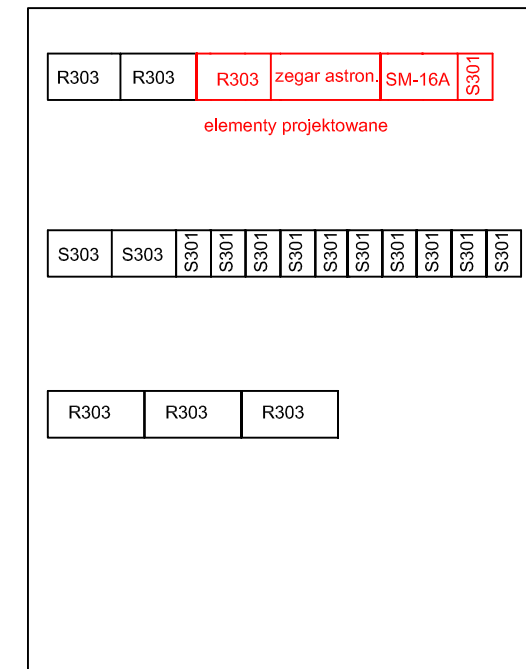 R303 R303 R303 zegar astron. SM-16A S301
elementy projektowane
S303 S303 S301 S301 S301 S301 S301 S301 S301 S301 S301 S301
R303 R303 R303